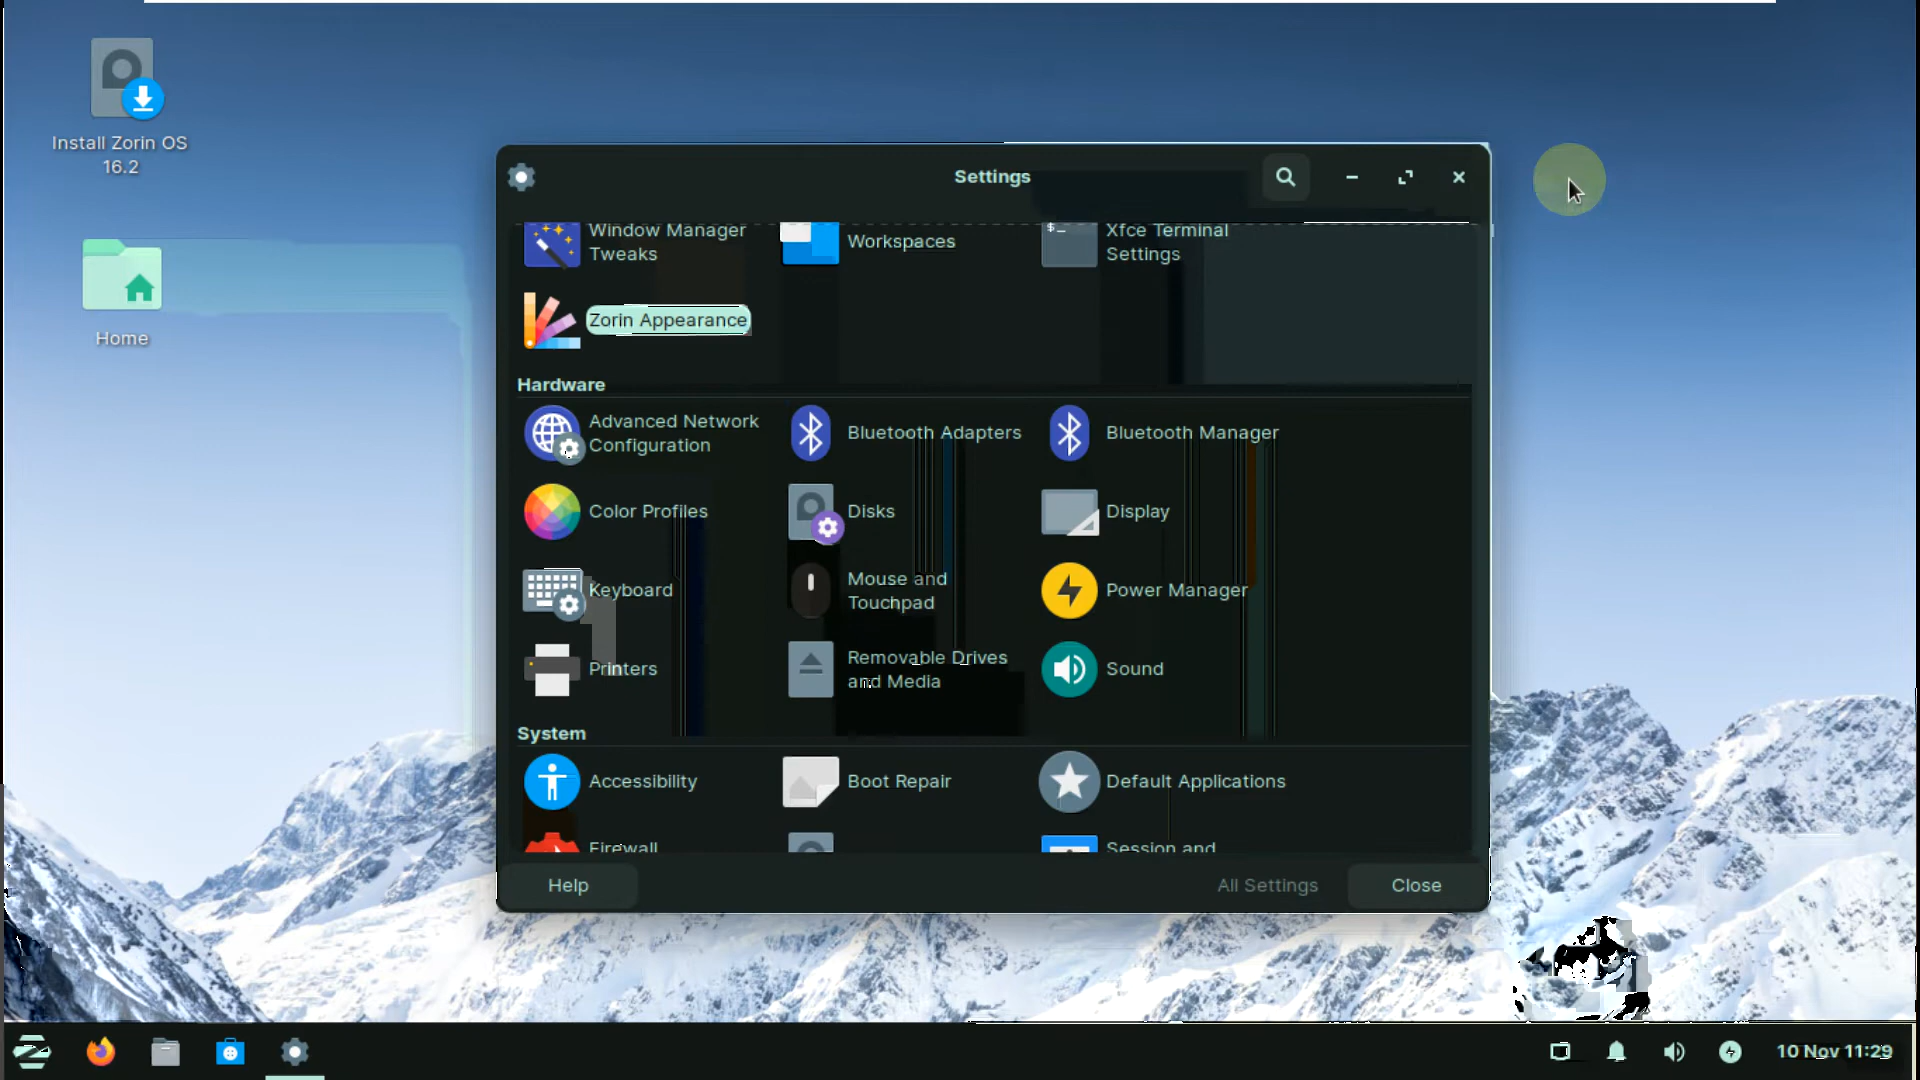 Install Zorin OS
16.2
Home
Settings
Window Manager
Tweaks
Workspaces
$_
Xfce Terminal
Settings
Zorin Appearance
Hardware
Advanced Network
Configuration
Bluetooth Adapters
Bluetooth Manager
Color Profiles
Disks
Display
Keyboard
Mouse and
Touchpad
Power Manager
Printers
Removable Drives
and Media
Sound
System
Accessibility
Boot Repair
Default Applications
Firewall
Session and
Help
All Settings
Close
10 Nov 11:29